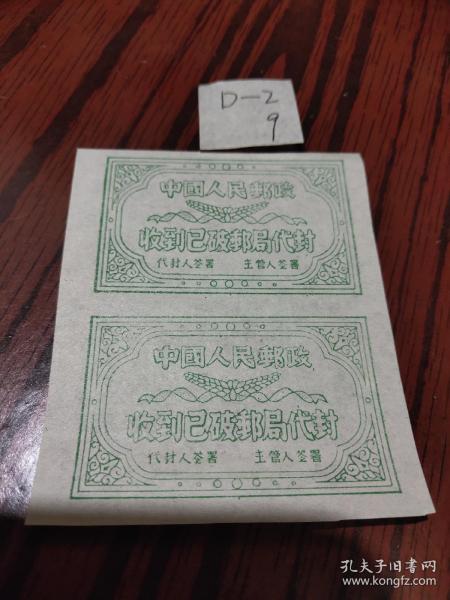 D-2
9
中國人民郵政
收到已破郵局代封
代封人签署 主管人签署
中國人民郵政
收到已破郵局代封
代封人签署 主管人签署
孔夫子旧书网
www.kongfz.com